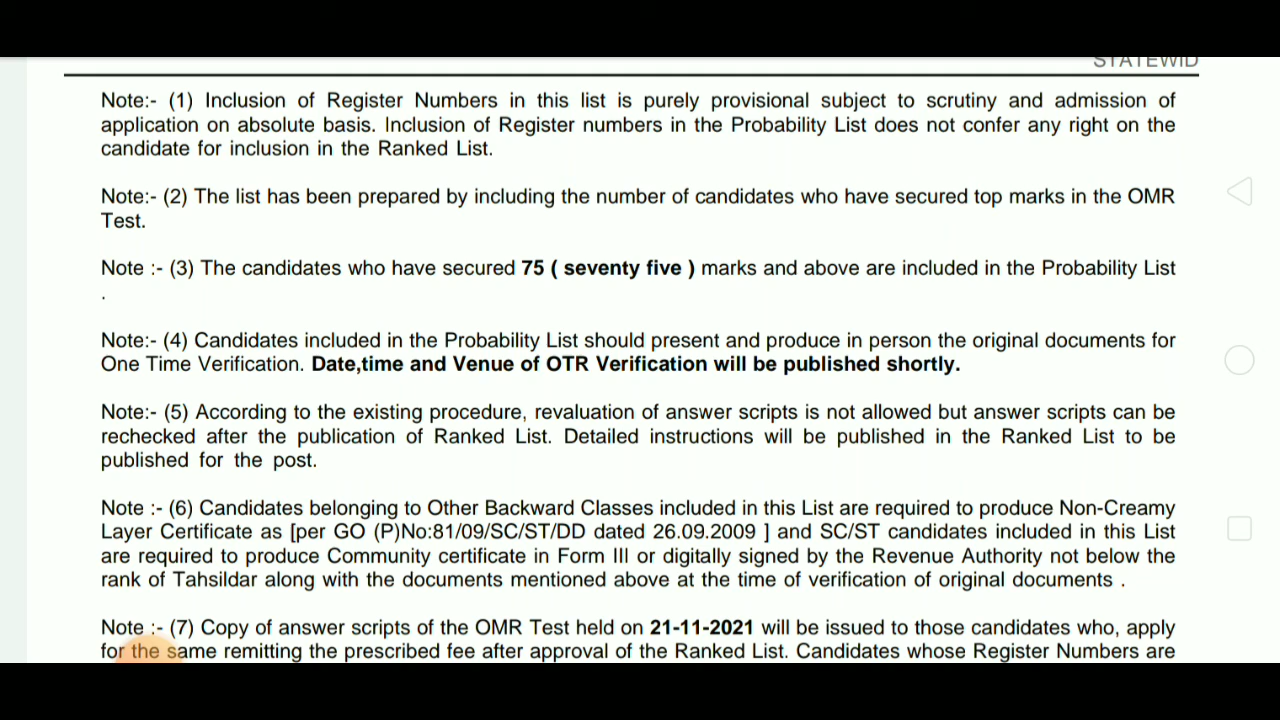 STATEWID
Note:- (1) Inclusion of Register Numbers in this list is purely provisional subject to scrutiny and admission of
application on absolute basis. Inclusion of Register numbers in the Probability List does not confer any right on the
candidate for inclusion in the Ranked List.
Note:- (2) The list has been prepared by including the number of candidates who have secured top marks in the OMR
Test.
Note :- (3) The candidates who have secured 75 ( seventy five ) marks and above are included in the Probability List
.
Note:- (4) Candidates included in the Probability List should present and produce in person the original documents for
One Time Verification. Date,time and Venue of OTR Verification will be published shortly.
Note:- (5) According to the existing procedure, revaluation of answer scripts is not allowed but answer scripts can be
rechecked after the publication of Ranked List. Detailed instructions will be published in the Ranked List to be
published for the post.
Note :- (6) Candidates belonging to Other Backward Classes included in this List are required to produce Non-Creamy
Layer Certificate as [per GO (P)No:81/09/SC/ST/DD dated 26.09.2009 ] and SC/ST candidates included in this List
are required to produce Community certificate in Form III or digitally signed by the Revenue Authority not below the
rank of Tahsildar along with the documents mentioned above at the time of verification of original documents .
Note :- (7) Copy of answer scripts of the OMR Test held on 21-11-2021 will be issued to those candidates who, apply
for the same remitting the prescribed fee after approval of the Ranked List. Candidates whose Register Numbers are